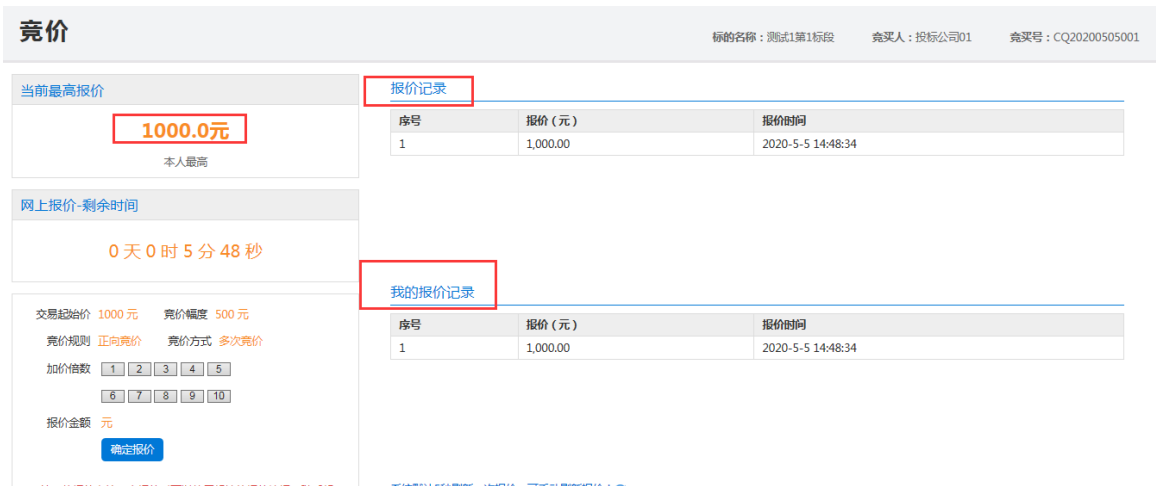 竞价
标的名称：测试1第1标段 竞买人：投标公司01 竞买号：CQ20200505001
当前最高报价
1000.0元
本人最高
网上报价-剩余时间
0 天 0 时 5 分 48 秒
交易起始价 1000 元 竞价幅度 500 元
竞价规则 正向竞价 竞价方式 多次竞价
加价倍数 1 2 3 4 5
6 7 8 9 10
报价金额 元
确定报价
报价记录
序号 报价（元） 报价时间
1 1,000.00 2020-5-5 14:48:34
我的报价记录
序号 报价（元） 报价时间
1 1,000.00 2020-5-5 14:48:34